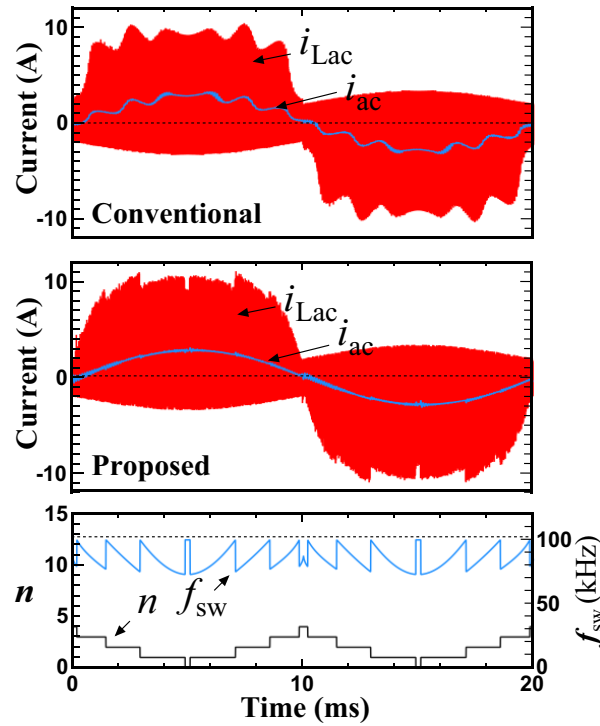 10
i_Lac
i_ac
0
Current (A)
-10
Conventional
10
i_Lac
i_ac
0
Current (A)
-10
Proposed
15
100
10
n
n
f_sw
50
f_sw (kHz)
5
0
0
0
10
20
Time (ms)